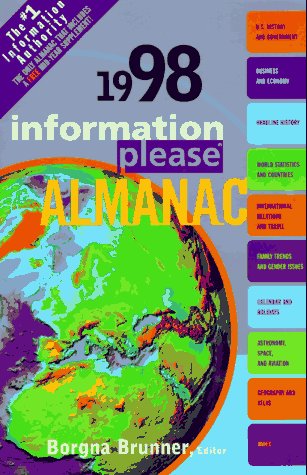 The #1
Information
Authority
THE ONLY ALMANAC THAT INCLUDES
A FREE MID-YEAR SUPPLEMENT!
1998
information
please®
ALMANAC
U.S. HISTORY
AND GOVERNMENT
BUSINESS
AND ECONOMY
HEADLINE HISTORY
WORLD STATISTICS
AND COUNTRIES
INTERNATIONAL
RELATIONS
AND TRAVEL
FAMILY TRENDS
AND GENDER ISSUES
CALENDAR AND
HOLIDAYS
ASTRONOMY,
SPACE,
AND AVIATION
GEOGRAPHY AND
ATLAS
INDEX
Borgna Brunner, Editor